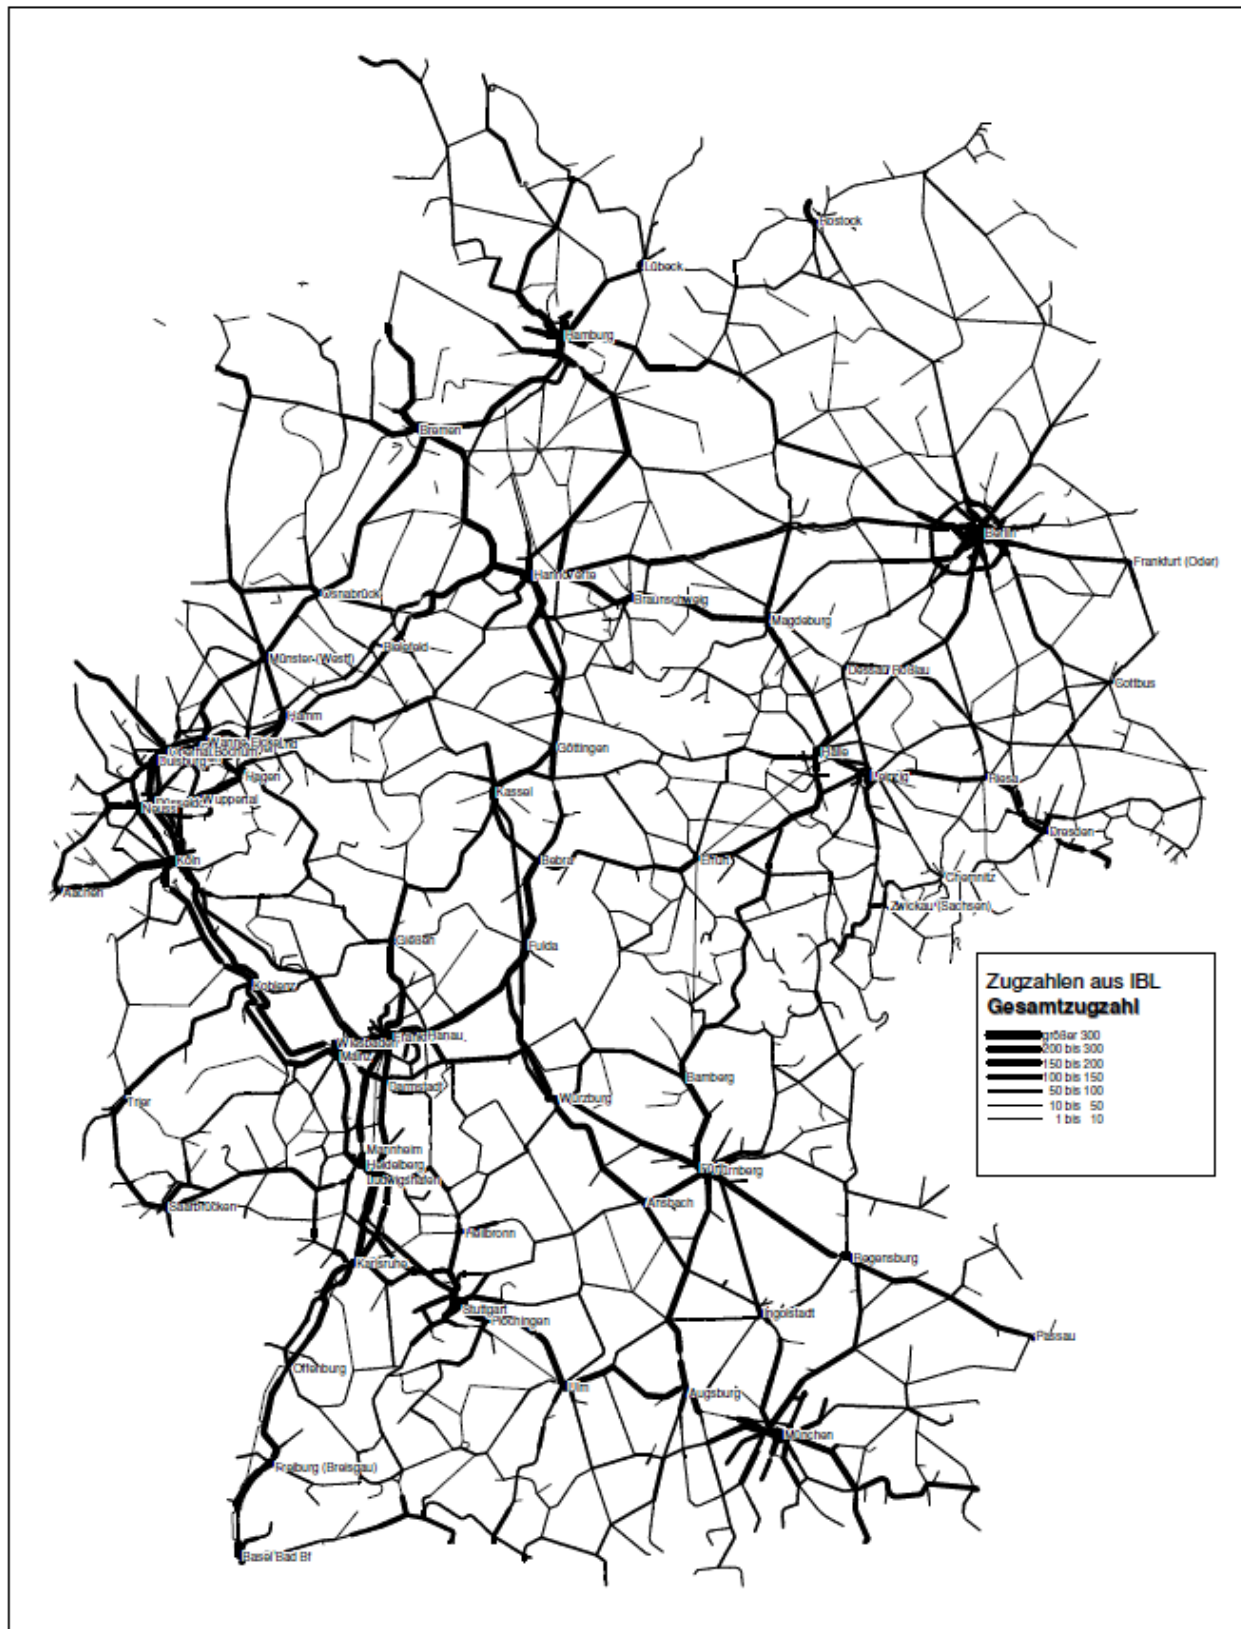 Rostock
Lübeck
Hamburg
Bremen
Berlin
Frankfurt (Oder)
Osnabrück
Braunschweig
Magdeburg
Bielefeld
Münster (Westf)
Dessau Roßlau
Cottbus
Hamm
Göttingen
Halle
Duisburg
Hagen
Leipzig
Riesa
Kassel
Wuppertal
Neuss
Dresden
Köln
Bebra
Erfurt
Aachen
Chemnitz
Zwickau (Sachsen)
Gießen
Fulda
Koblenz
Zugzahlen aus IBL
Gesamtzugzahl
größer 300
200 bis 300
150 bis 200
100 bis 150
50 bis 100
10 bis 50
1 bis 10
Hanau
Wiesbaden
Mainz
Darmstadt
Bamberg
Trier
Würzburg
Mannheim
Heidelberg
Ludwigshafen
Ansbach
Saarbrücken
Heilbronn
Karlsruhe
Regensburg
Stuttgart
Plochingen
Ingolstadt
Passau
Offenburg
Ulm
Augsburg
München
Freiburg (Breisgau)
Basel Bad Bf